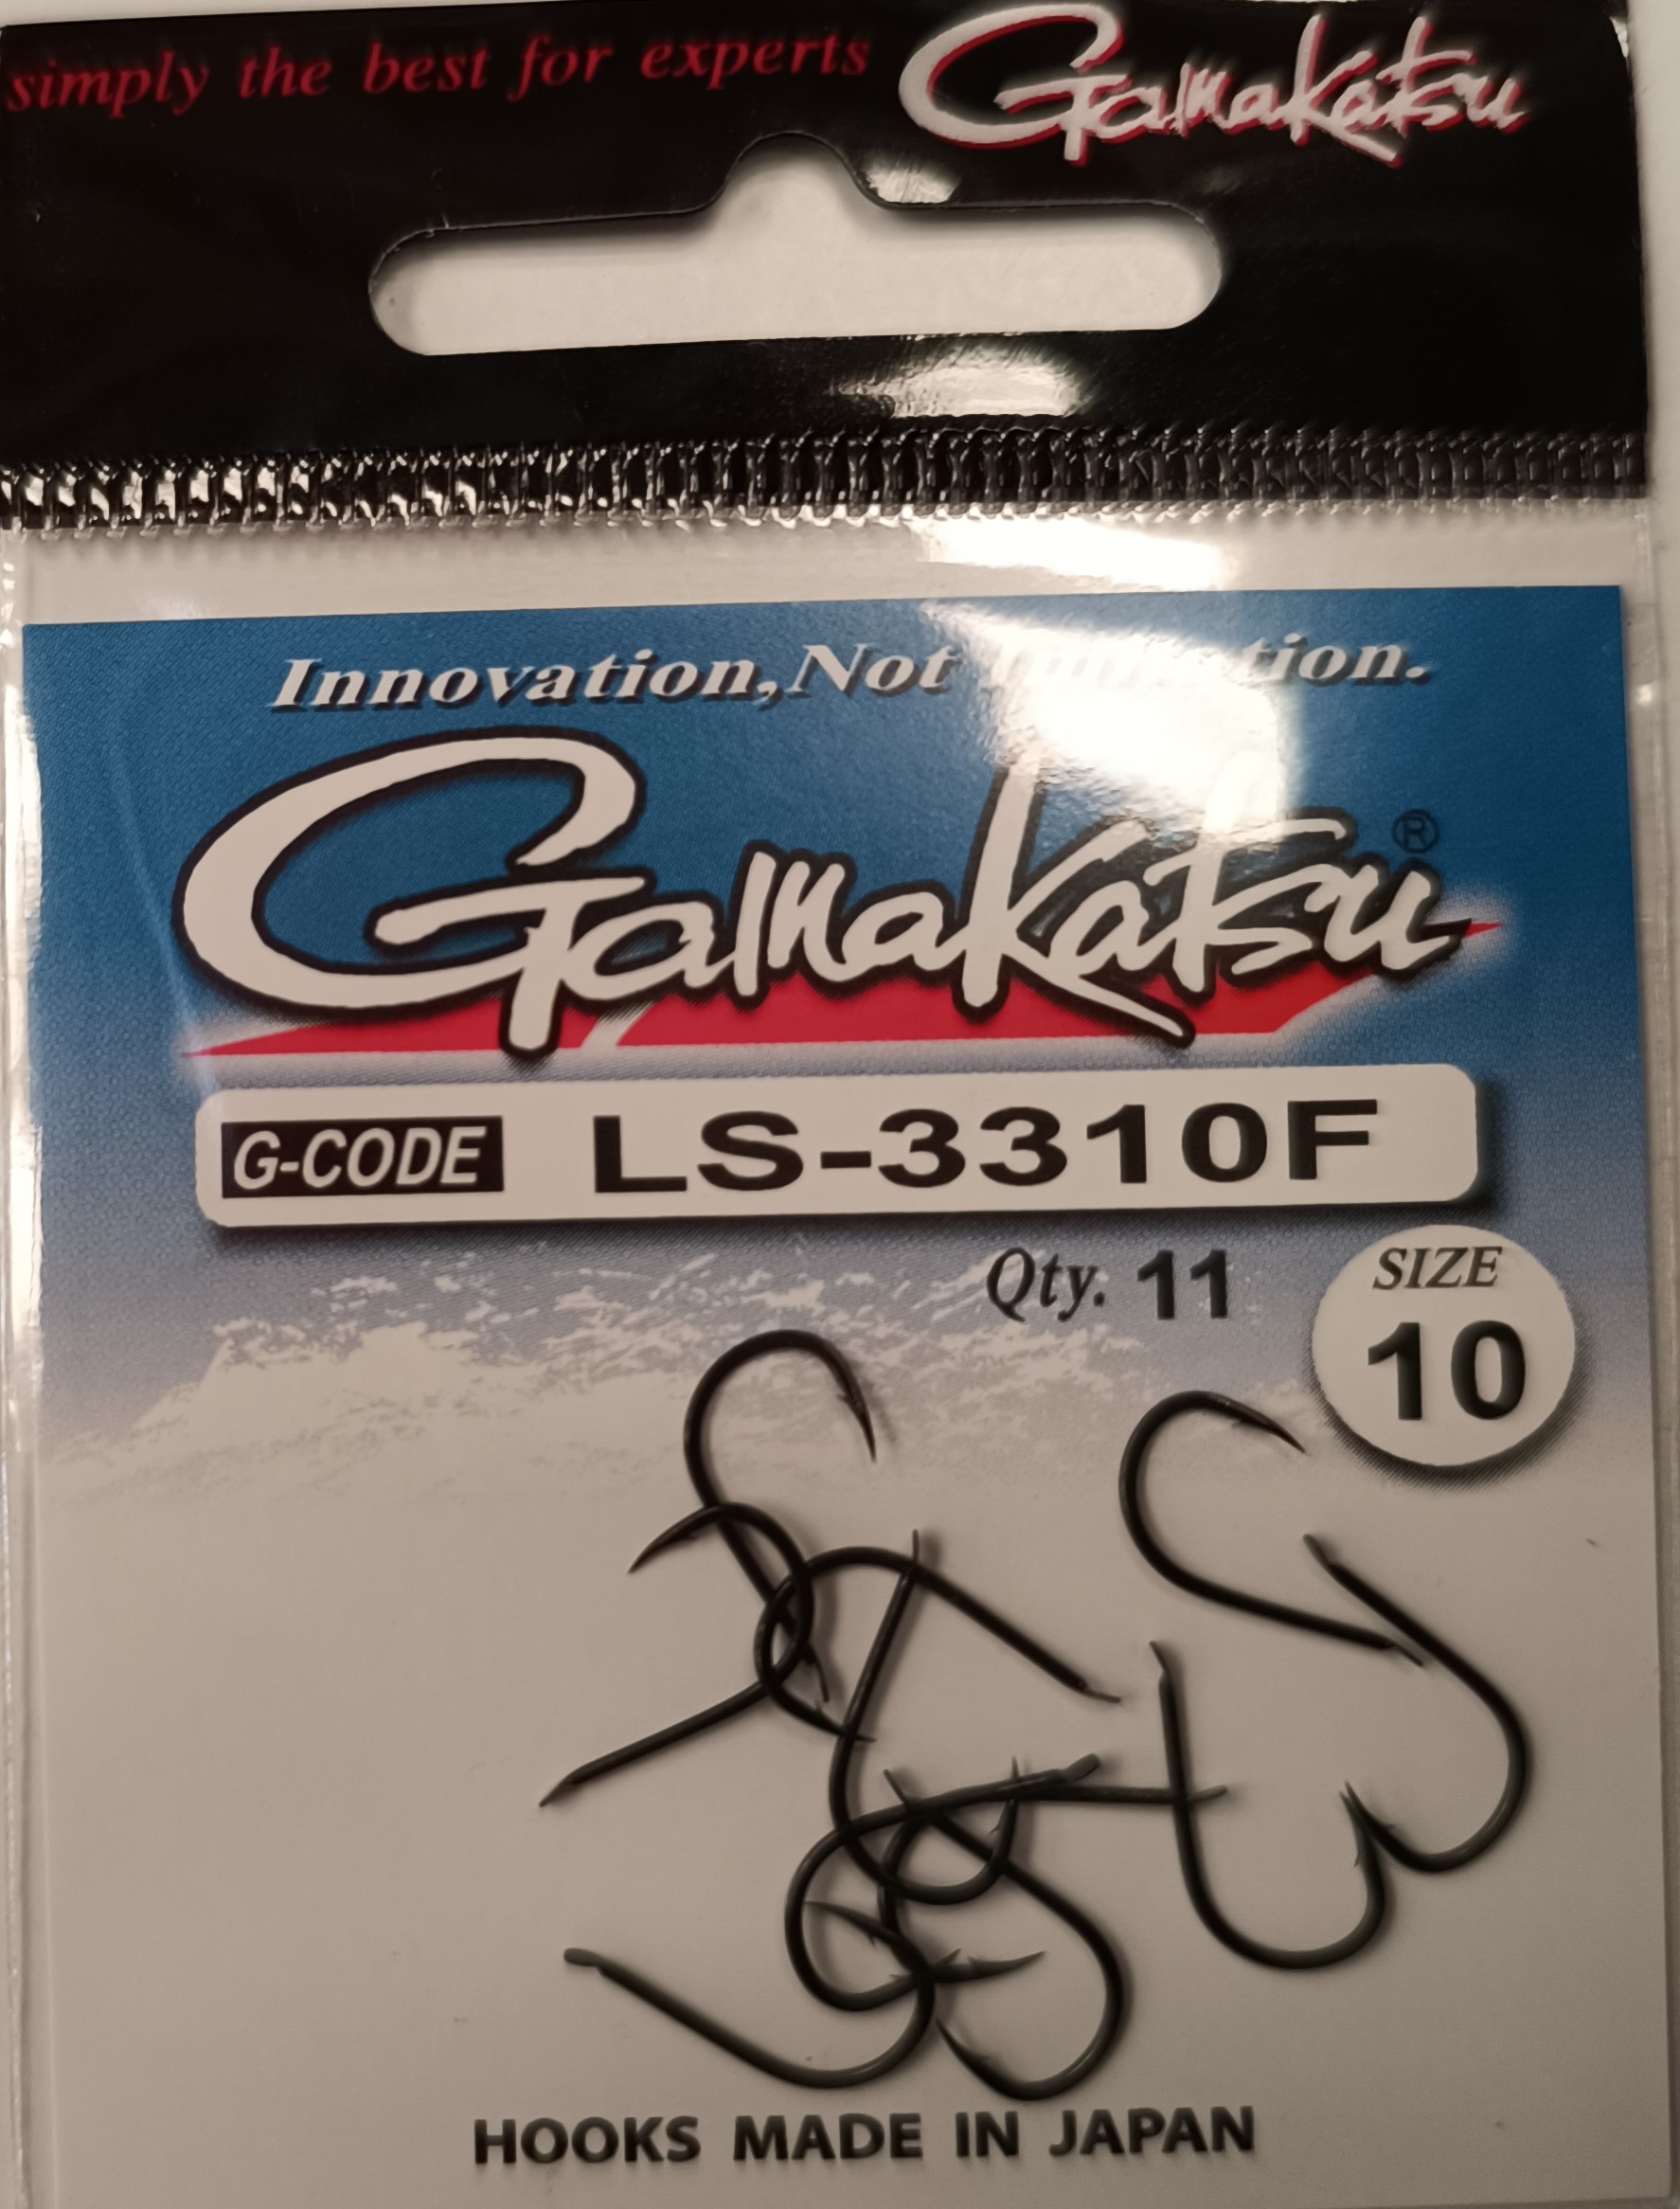 simply the best for experts Gamakatsu
Innovation,Not
Gamakatsu®
G-CODE LS-3310F
Qty. 11
SIZE
10
HOOKS MADE IN JAPAN